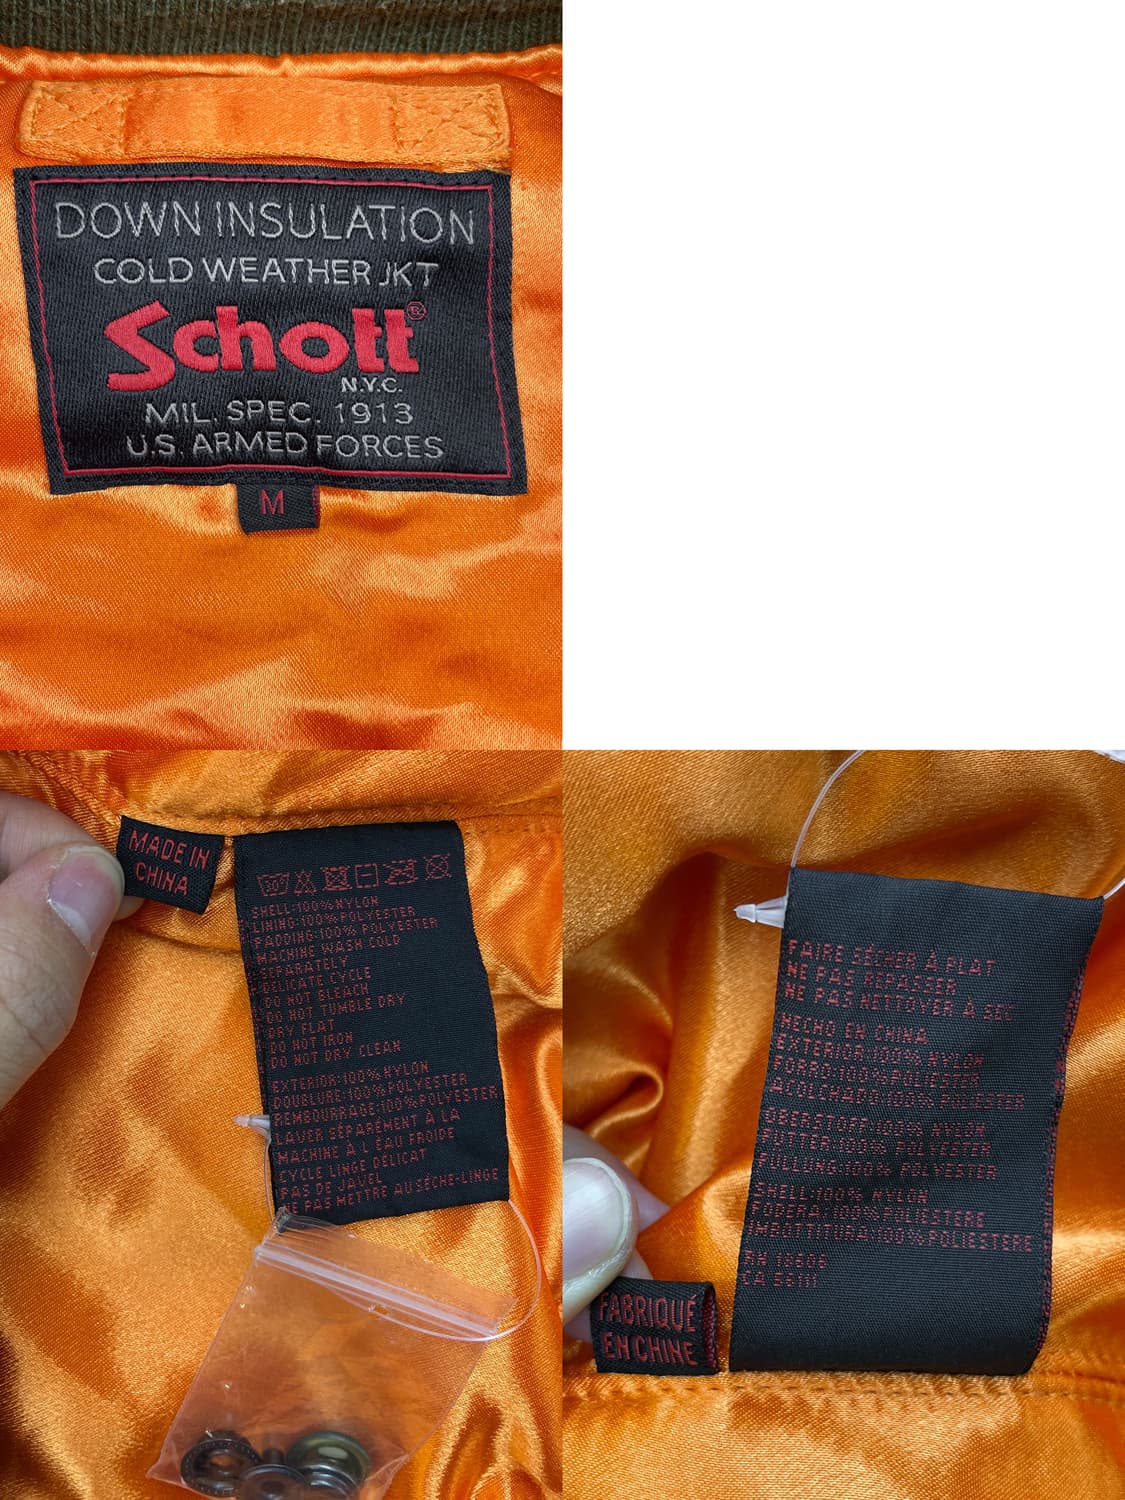 DOWN INSULATION
COLD WEATHER JKT
Schott®
N.Y.C.
MIL. SPEC. 1913
U.S. ARMED FORCES
M
MADE IN
CHINA
30°
SHELL:100%NYLON
LINING:100%POLYESTER
PADDING:100% POLYESTER
MACHINE WASH COLD
SEPARATELY
DELICATE CYCLE
DO NOT BLEACH
DO NOT TUMBLE DRY
DRY FLAT
DO NOT IRON
DO NOT DRY CLEAN
EXTERIOR:100%NYLON
DOUBLURE:100%POLYESTER
REMBOURRAGE:100%POLYESTER
LAVER SÉPARÉMENT À LA
MACHINE À L ÉAU FROIDE
CYCLE LINGE DÉLICAT
PAS DE JAVEL
NE PAS METTRE AU SÈCHE-LINGE
FAIRE SÉCHER À PLAT
NE PAS REPASSER
NE PAS NETTOYER À SEC
HECHO EN CHINA
EXTERIOR:100% NYLON
FORRO:100%POLIESTER
ACOLCHADO:100%POLIESTER
OBERSTOFF:100% NYLON
FUTTER:100% POLYESTER
FULLUNG:100% POLYESTER
SHELL:100% NYLON
FODERA:100%POLIESTERE
IMBOTTITURA:100%POLIESTERE
RN 18608
CA 56111
FABRIQUÉ
EN CHINE